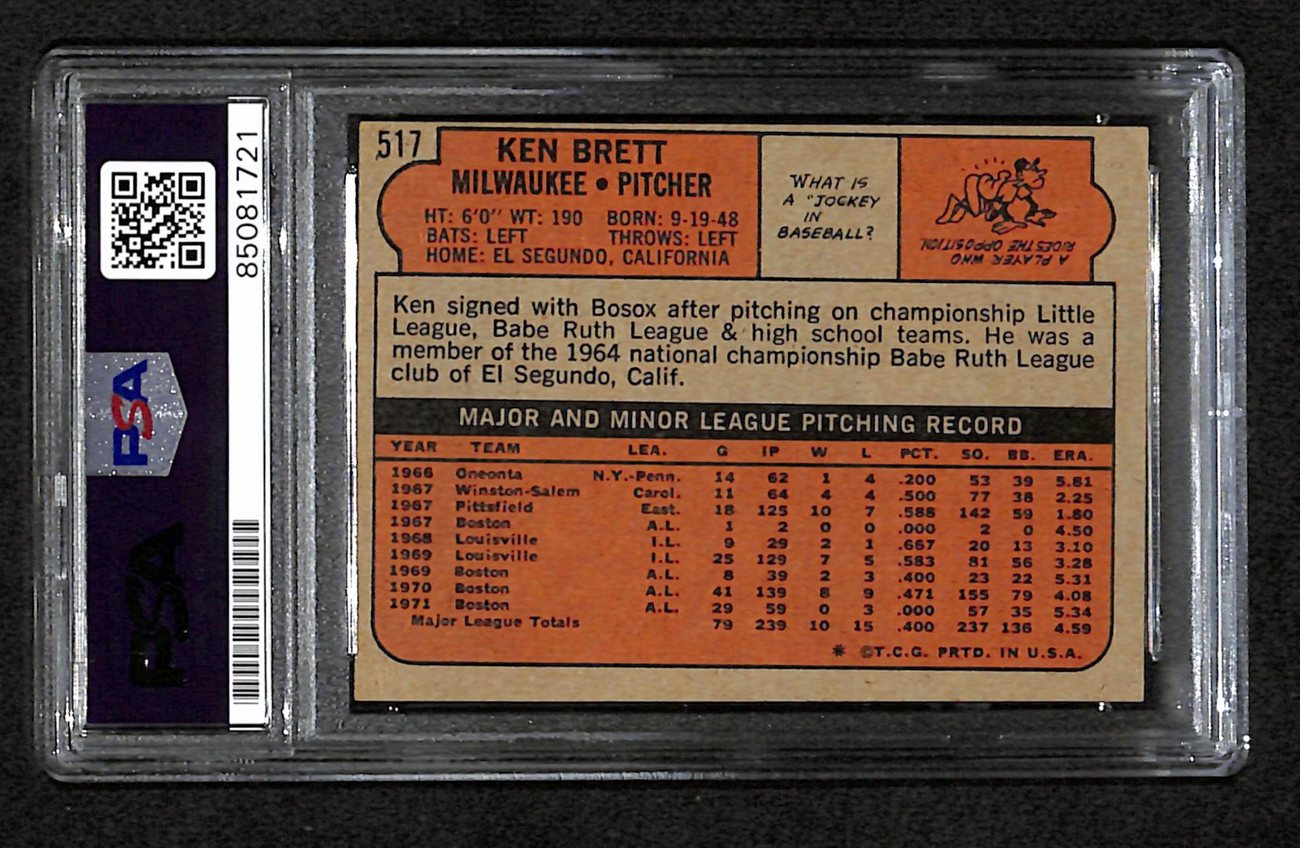 85081721
PSA
PSA
517
KEN BRETT
MILWAUKEE • PITCHER
HT: 6'0" WT: 190 BORN: 9-19-48
BATS: LEFT THROWS: LEFT
HOME: EL SEGUNDO, CALIFORNIA
WHAT IS
A "JOCKEY
IN
BASEBALL?
A PLAYER WHO
RIDES THE OPPOSITION.
Ken signed with Bosox after pitching on championship Little
League, Babe Ruth League & high school teams. He was a
member of the 1964 national championship Babe Ruth League
club of El Segundo, Calif.
MAJOR AND MINOR LEAGUE PITCHING RECORD
YEAR TEAM LEA. G IP W L PCT. SO. BB. ERA.
1966 Oneonta N.Y.-Penn. 14 62 1 4 .200 53 39 5.81
1967 Winston-Salem Carol. 11 64 4 4 .500 77 38 2.25
1967 Pittsfield East. 18 125 10 7 .588 142 59 1.80
1967 Boston A.L. 1 2 0 0 .000 2 0 4.50
1968 Louisville I.L. 9 29 2 1 .667 20 13 3.10
1969 Louisville I.L. 25 129 7 5 .583 81 56 3.28
1969 Boston A.L. 8 39 2 3 .400 23 22 5.31
1970 Boston A.L. 41 139 8 9 .471 155 79 4.08
1971 Boston A.L. 29 59 0 3 .000 57 35 5.34
Major League Totals 79 239 10 15 .400 237 136 4.59
* ©T.C.G. PRTD. IN U.S.A.